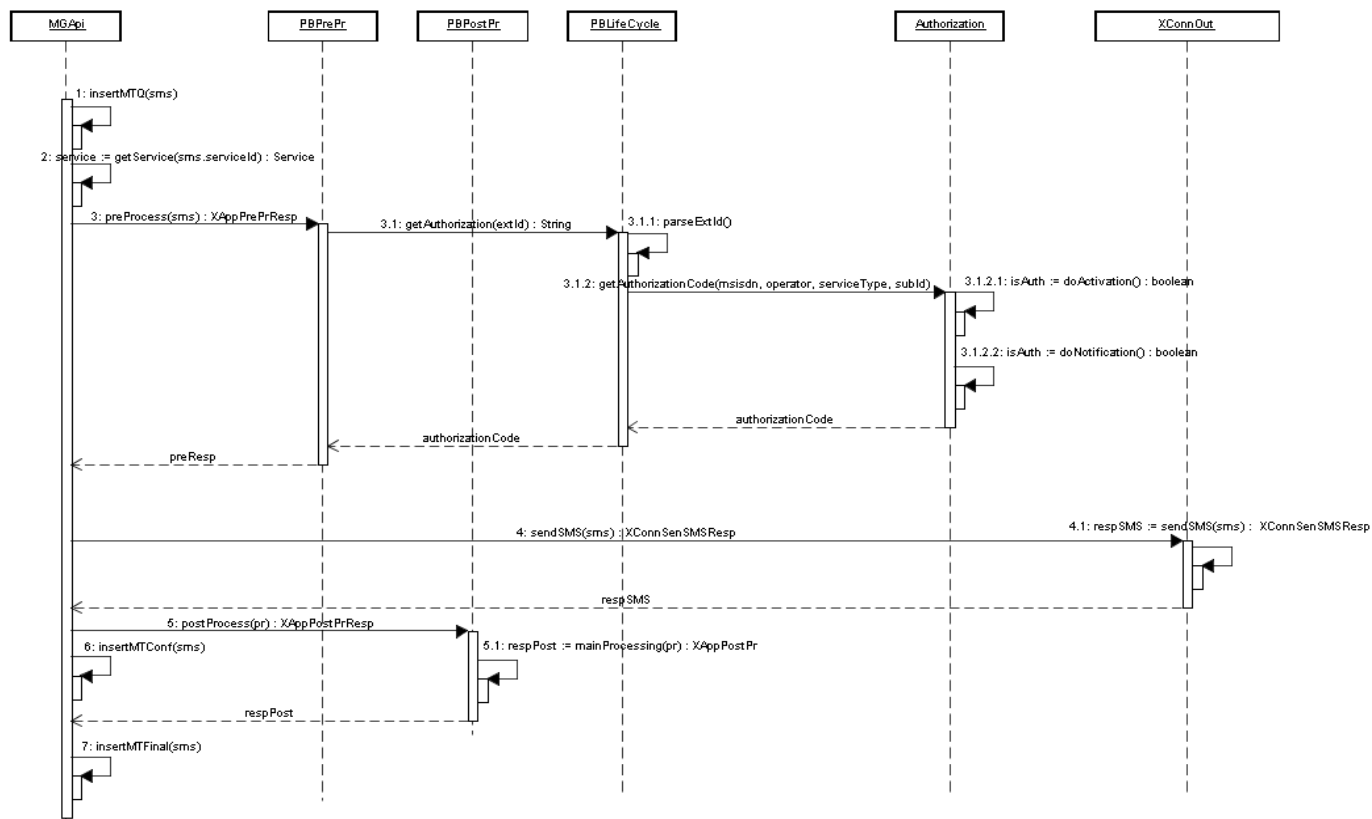 MGApi
PBPrePr
PBPostPr
PBLifeCycle
Authorization
XConnOut
1: insertMTQ(sms)
2: service := getService(sms.serviceId) : Service
3: preProcess(sms) : XAppPrePrResp
3.1: getAuthorization(extId) : String
3.1.1: parseExtId()
3.1.2: getAuthorizationCode(msisdn, operator, serviceType, subId)
3.1.2.1: isAuth := doActivation() : boolean
3.1.2.2: isAuth := doNotification() : boolean
authorizationCode
authorizationCode
preResp
4: sendSMS(sms) : XConnSenSMSResp
4.1: respSMS := sendSMS(sms) : XConnSenSMSResp
respSMS
5: postProcess(pr) : XAppPostPrResp
5.1: respPost := mainProcessing(pr) : XAppPostPr
6: insertMTConf(sms)
respPost
7: insertMTFinal(sms)